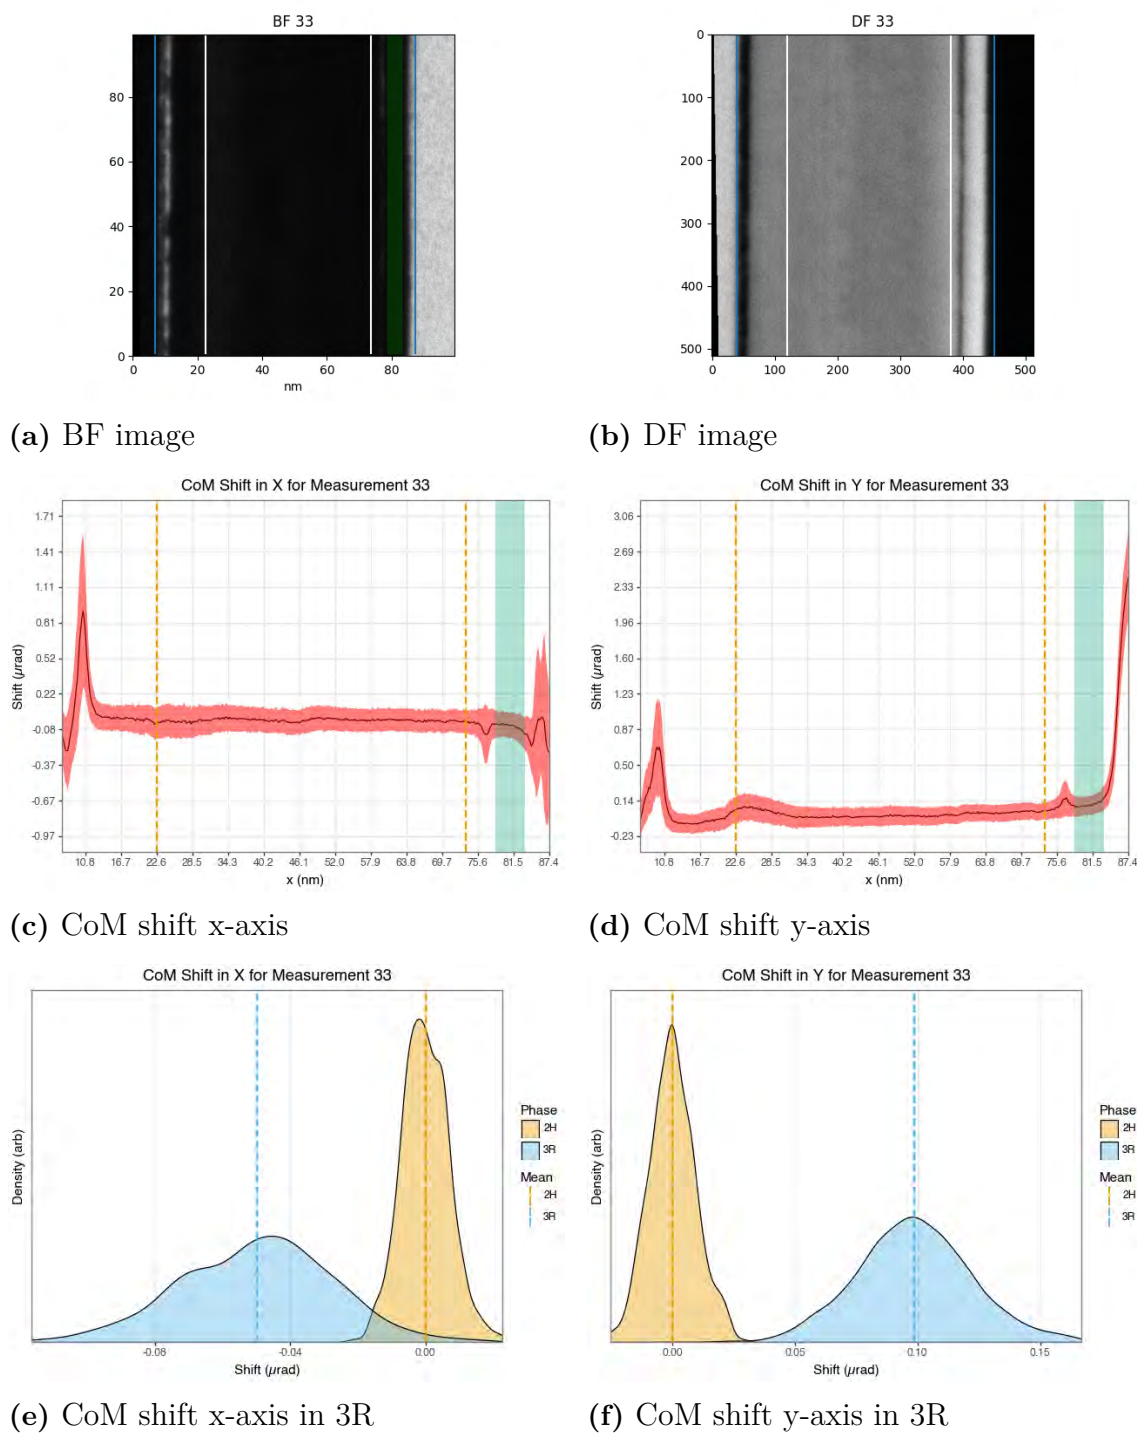 BF 33
80
60
40
20
0
0 20 40 60 80
nm
(a) BF image
DF 33
0
100
200
300
400
500
0 100 200 300 400 500
(b) DF image
CoM Shift in X for Measurement 33
Shift (µrad)
1.71
1.41
1.11
0.81
0.52
0.22
-0.08
-0.37
-0.67
-0.97
10.8 16.7 22.6 28.5 34.3 40.2 46.1 52.0 57.9 63.8 69.7 75.6 81.5 87.4
x (nm)
(c) CoM shift x-axis
CoM Shift in Y for Measurement 33
Shift (µrad)
3.06
2.69
2.33
1.96
1.60
1.23
0.87
0.50
0.14
-0.23
10.8 16.7 22.6 28.5 34.3 40.2 46.1 52.0 57.9 63.8 69.7 75.6 81.5 87.4
x (nm)
(d) CoM shift y-axis
CoM Shift in X for Measurement 33
Density (arb)
-0.08 -0.04 0.00
Shift (µrad)
Phase
2H
3R
Mean
2H
3R
(e) CoM shift x-axis in 3R
CoM Shift in Y for Measurement 33
Density (arb)
0.00 0.05 0.10 0.15
Shift (µrad)
Phase
2H
3R
Mean
2H
3R
(f) CoM shift y-axis in 3R